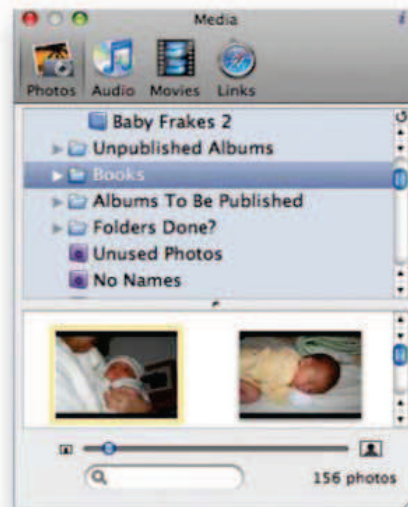 Media
Photos Audio Movies Links
Baby Frakes 2
Unpublished Albums
Books
Albums To Be Published
Folders Done?
Unused Photos
No Names
156 photos